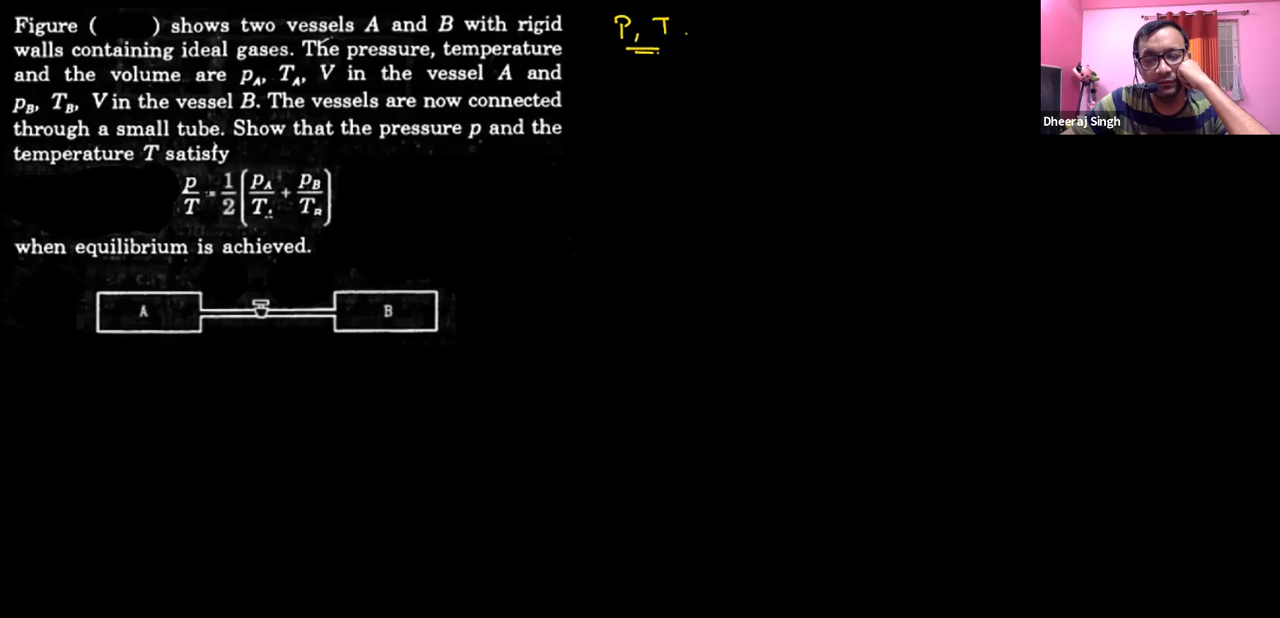 Figure ( ) shows two vessels A and B with rigid
walls containing ideal gases. The pressure, temperature
and the volume are p_A, T_A, V in the vessel A and
p_B, T_B, V in the vessel B. The vessels are now connected
through a small tube. Show that the pressure p and the
temperature T satisfy
p/T = 1/2 (p_A/T_A + p_B/T_B)
when equilibrium is achieved.
A B
P, T.
Dheeraj Singh